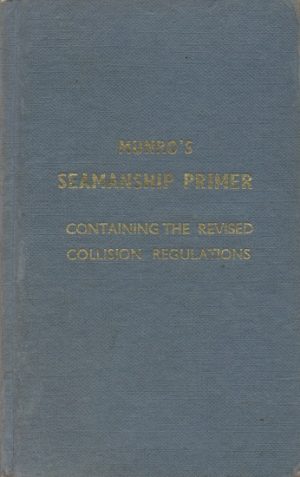 MUNRO'S
SEAMANSHIP PRIMER
CONTAINING THE REVISED
COLLISION REGULATIONS